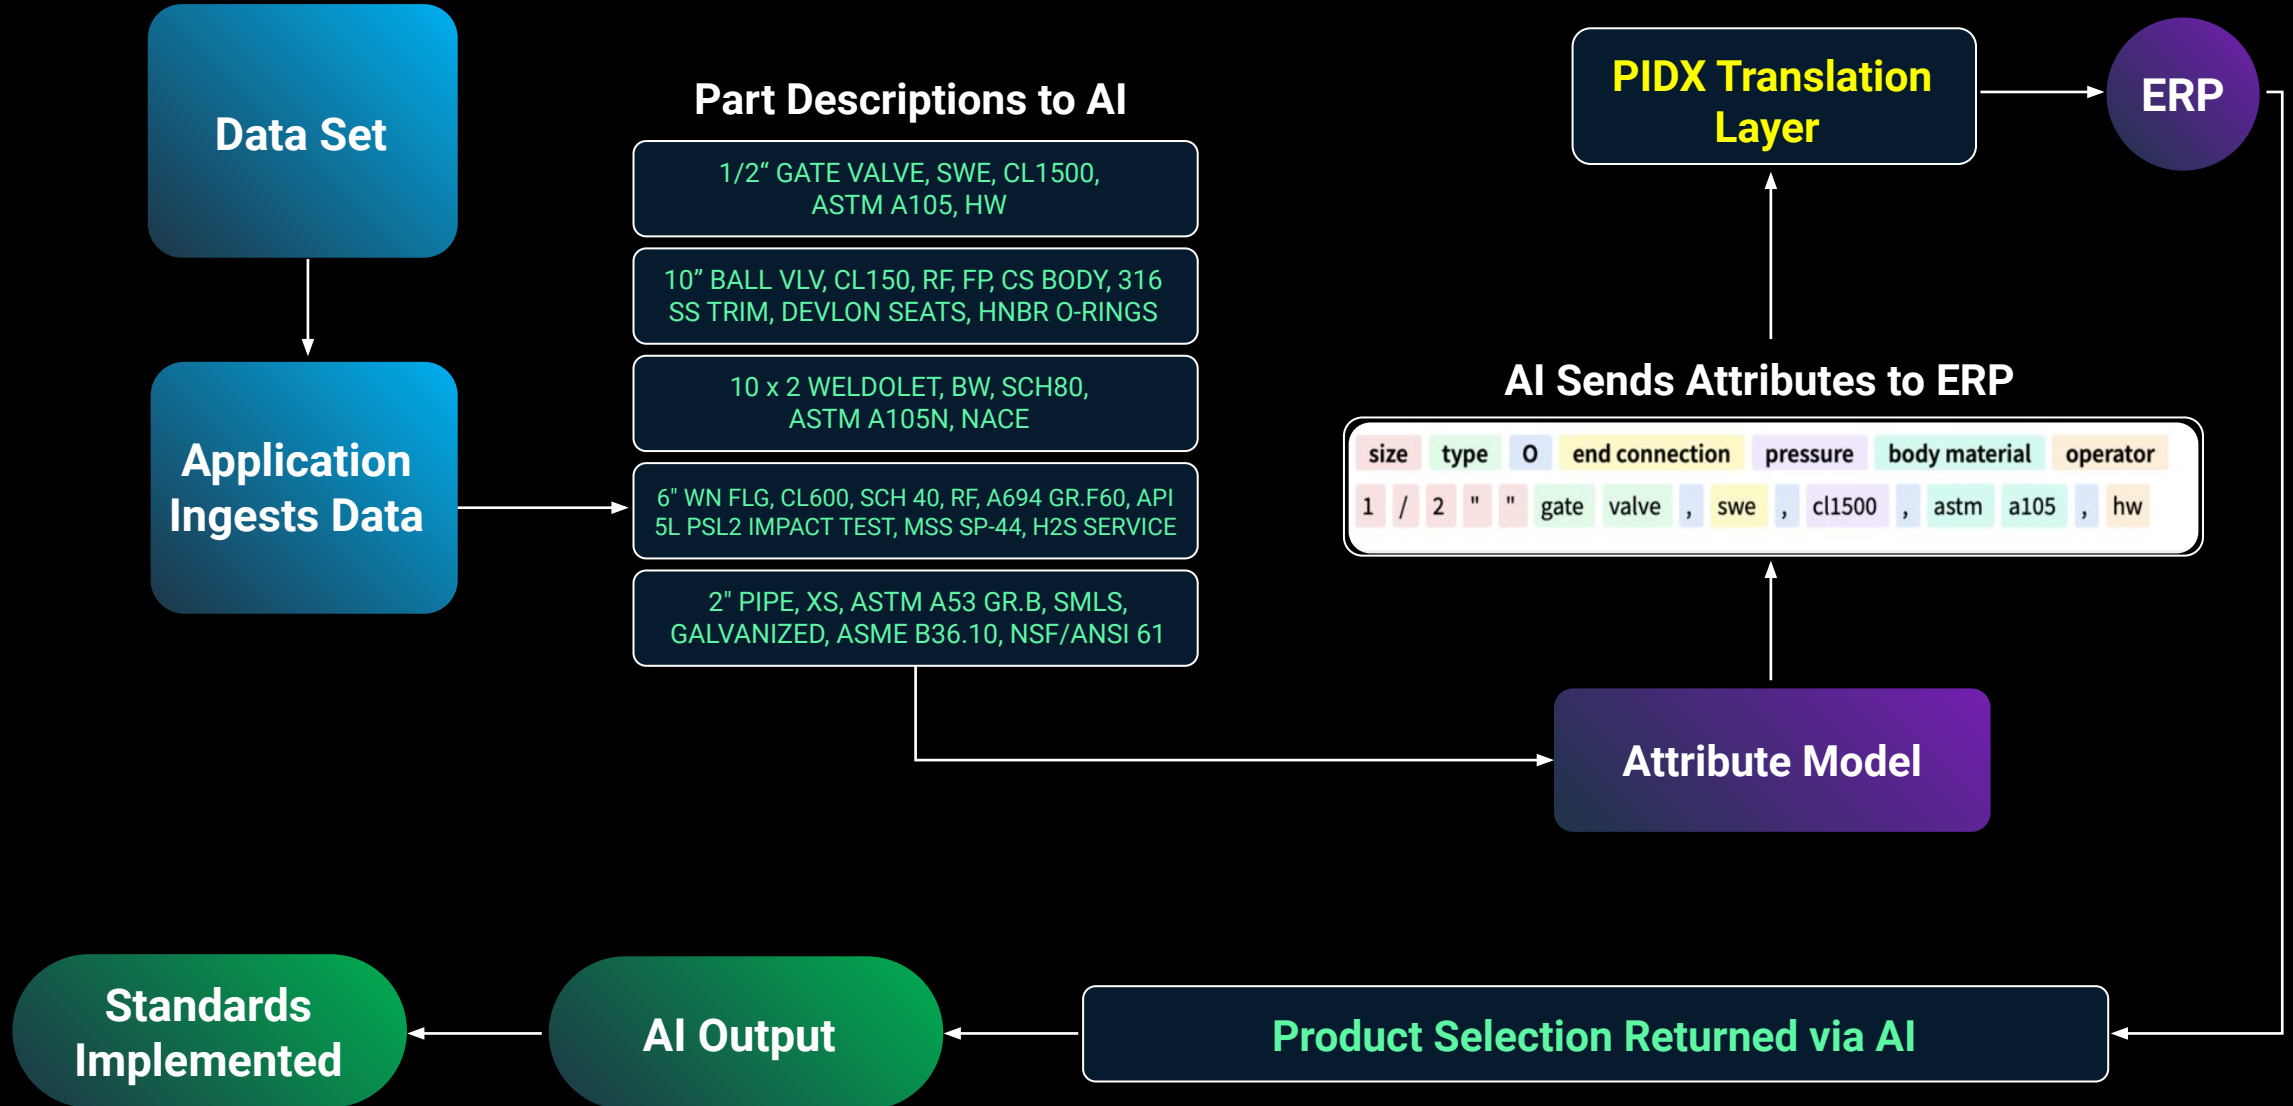 Data Set
Application
Ingests Data
Part Descriptions to AI
1/2“ GATE VALVE, SWE, CL1500,
ASTM A105, HW
10” BALL VLV, CL150, RF, FP, CS BODY, 316
SS TRIM, DEVLON SEATS, HNBR O-RINGS
10 x 2 WELDOLET, BW, SCH80,
ASTM A105N, NACE
6" WN FLG, CL600, SCH 40, RF, A694 GR.F60, API
5L PSL2 IMPACT TEST, MSS SP-44, H2S SERVICE
2" PIPE, XS, ASTM A53 GR.B, SMLS,
GALVANIZED, ASME B36.10, NSF/ANSI 61
Attribute Model
AI Sends Attributes to ERP
size type O end connection pressure body material operator
1 / 2 " " gate valve , swe , cl1500 , astm a105 , hw
PIDX Translation
Layer
ERP
Product Selection Returned via AI
AI Output
Standards
Implemented